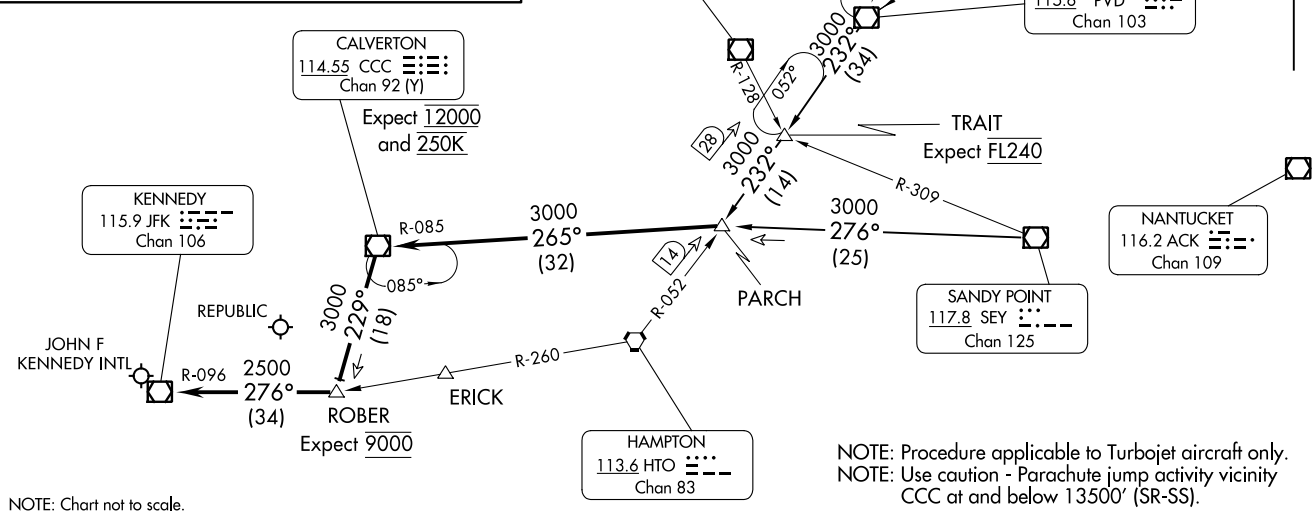 115.6 PVD
Chan 103
3000
232°
(34)
CALVERTON
114.55 CCC
Chan 92 (Y)
Expect 12000
and 250K
R-128
052°
TRAIT
Expect FL240
28
3000
232°
(14)
R-309
KENNEDY
115.9 JFK
Chan 106
R-085
3000
265°
(32)
085°
3000
276°
(25)
NANTUCKET
116.2 ACK
Chan 109
14
R-052
PARCH
SANDY POINT
117.8 SEY
Chan 125
3000
229°
(18)
REPUBLIC
JOHN F
KENNEDY INTL
R-096
2500
276°
(34)
ROBER
Expect 9000
R-260
ERICK
HAMPTON
113.6 HTO
Chan 83
NOTE: Procedure applicable to Turbojet aircraft only.
NOTE: Use caution - Parachute jump activity vicinity
CCC at and below 13500' (SR-SS).
NOTE: Chart not to scale.